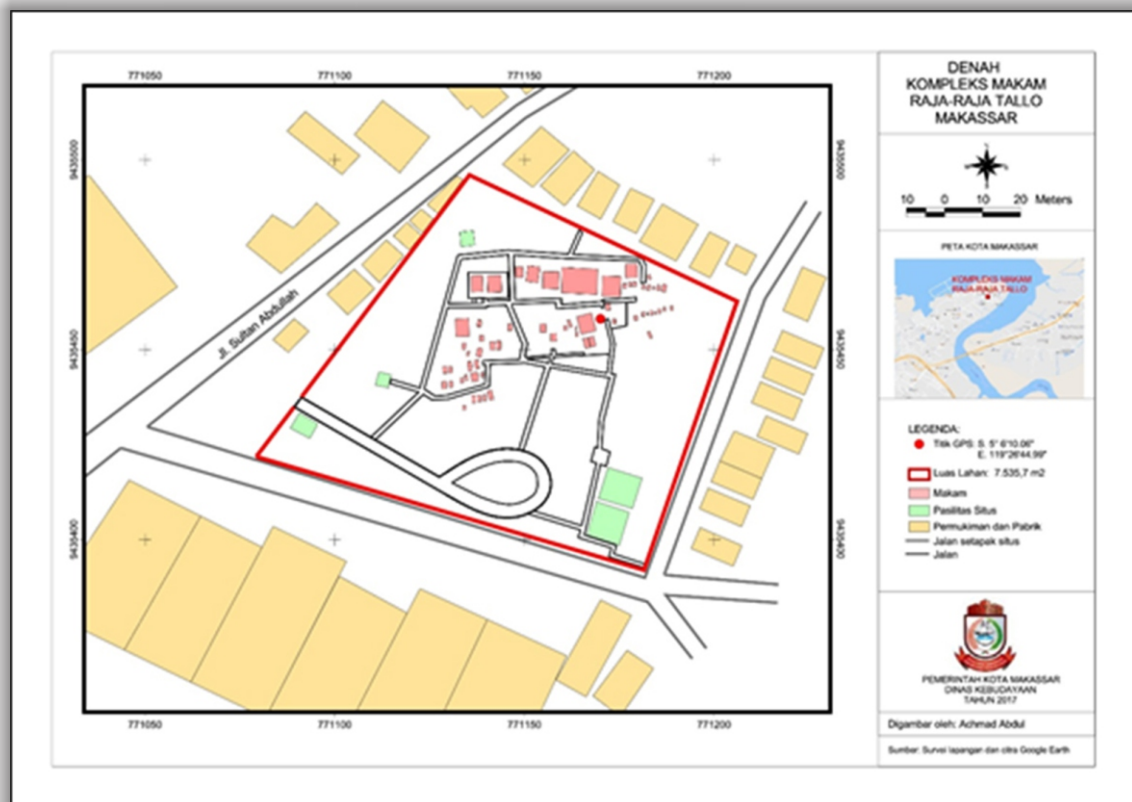 771050 771100 771150 771200
9435500 9435500
9435450 9435450
9435400 9435400
Jl. Sultan Abdullah
771050 771100 771150 771200
DENAH
KOMPLEKS MAKAM
RAJA-RAJA TALLO
MAKASSAR
10 0 10 20 Meters
PETA KOTA MAKASSAR
KOMPLEKS MAKAM
RAJA-RAJA TALLO
LEGENDA:
Titik GPS: S. 5° 6'10.06"
E. 119°26'44.99"
Luas Lahan: 7.535,7 m2
Makam
Pasilitas Situs
Permukiman dan Pabrik
Jalan setapak situs
Jalan
PEMERINTAH KOTA MAKASSAR
DINAS KEBUDAYAAN
TAHUN 2017
Digambar oleh: Achmad Abdul
Sumber: Survei lapangan dan citra Google Earth